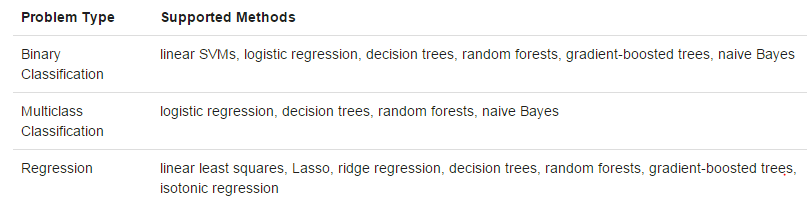 Problem Type Supported Methods
Binary Classification linear SVMs, logistic regression, decision trees, random forests, gradient-boosted trees, naive Bayes
Multiclass Classification logistic regression, decision trees, random forests, naive Bayes
Regression linear least squares, Lasso, ridge regression, decision trees, random forests, gradient-boosted trees,
isotonic regression